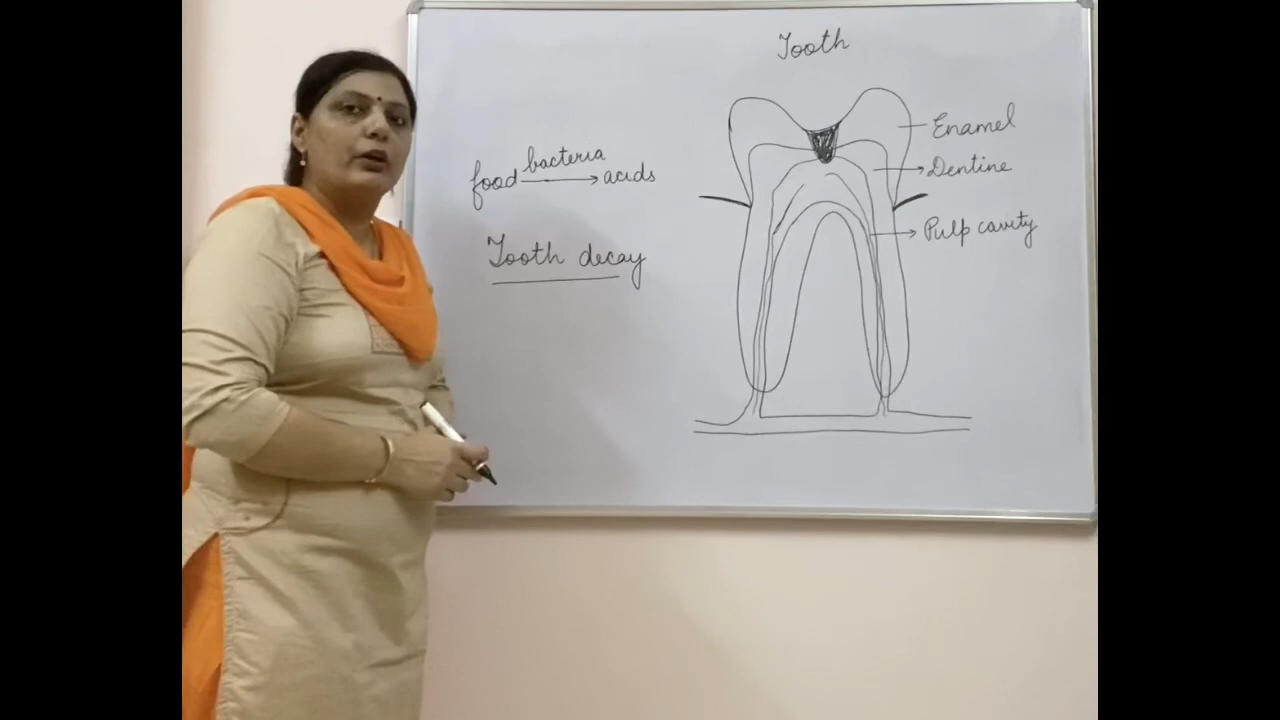 Tooth
food bacteria → acids
Tooth decay
Enamel
Dentine
Pulp cavity